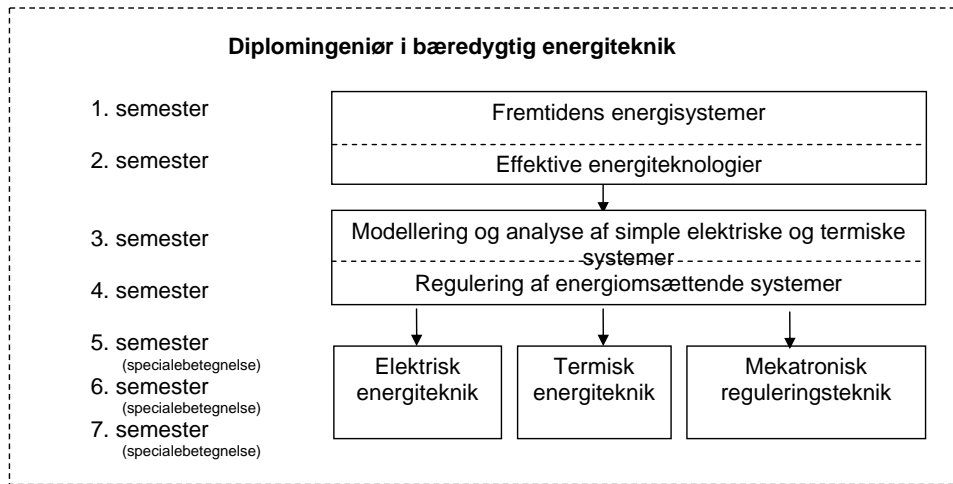 Diplomingeniør i bæredygtig energiteknik
1. semester
Fremtidens energisystemer
2. semester
Effektive energiteknologier
3. semester
Modellering og analyse af simple elektriske og termiske
systemer
4. semester
Regulering af energiomsættende systemer
5. semester
(specialebetegnelse)
6. semester
(specialebetegnelse)
7. semester
(specialebetegnelse)
Elektrisk
energiteknik
Termisk
energiteknik
Mekatronisk
reguleringsteknik